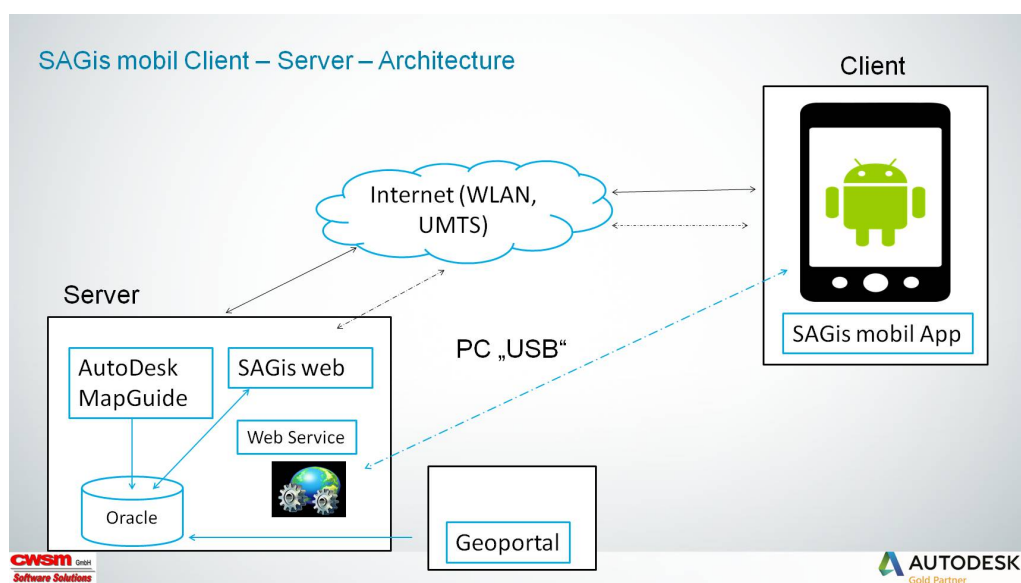 SAGis mobil Client – Server – Architecture
Client
Internet (WLAN,
UMTS)
Server
SAGis mobil App
PC „USB“
AutoDesk
MapGuide
SAGis web
Web Service
Oracle
Geoportal
CWSM GmbH
Software Solutions
AUTODESK
Gold Partner